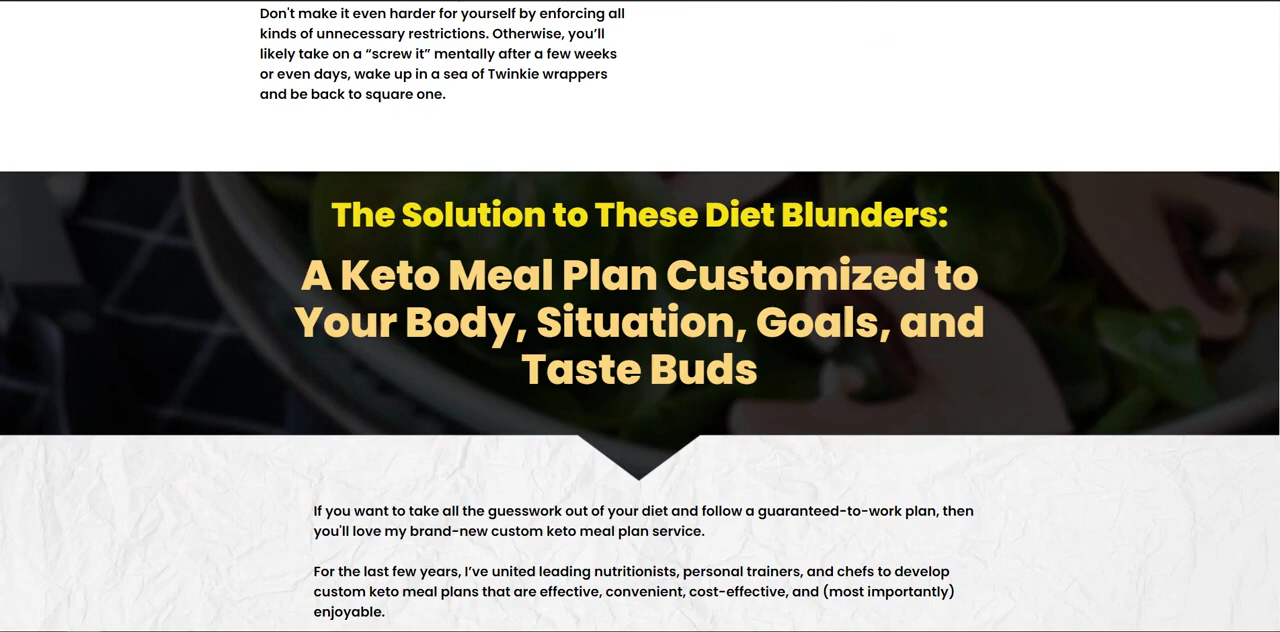 Don't make it even harder for yourself by enforcing all
kinds of unnecessary restrictions. Otherwise, you’ll
likely take on a “screw it” mentally after a few weeks
or even days, wake up in a sea of Twinkie wrappers
and be back to square one.
The Solution to These Diet Blunders:
A Keto Meal Plan Customized to
Your Body, Situation, Goals, and
Taste Buds
If you want to take all the guesswork out of your diet and follow a guaranteed-to-work plan, then
you'll love my brand-new custom keto meal plan service.
For the last few years, I’ve united leading nutritionists, personal trainers, and chefs to develop
custom keto meal plans that are effective, convenient, cost-effective, and (most importantly)
enjoyable.